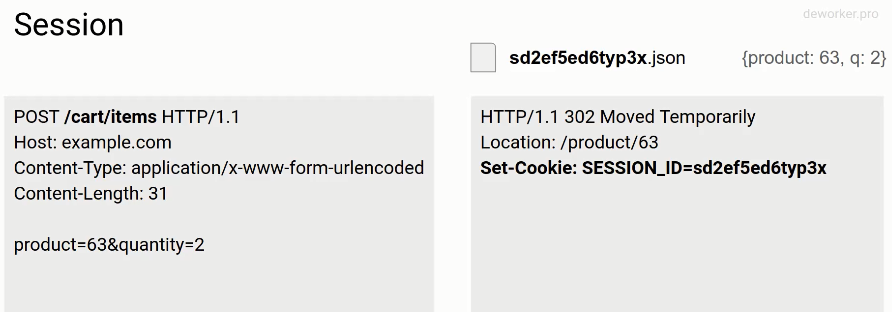 deworker.pro
Session
sd2ef5ed6typ3x.json {product: 63, q: 2}
POST /cart/items HTTP/1.1
Host: example.com
Content-Type: application/x-www-form-urlencoded
Content-Length: 31
product=63&quantity=2
HTTP/1.1 302 Moved Temporarily
Location: /product/63
Set-Cookie: SESSION_ID=sd2ef5ed6typ3x